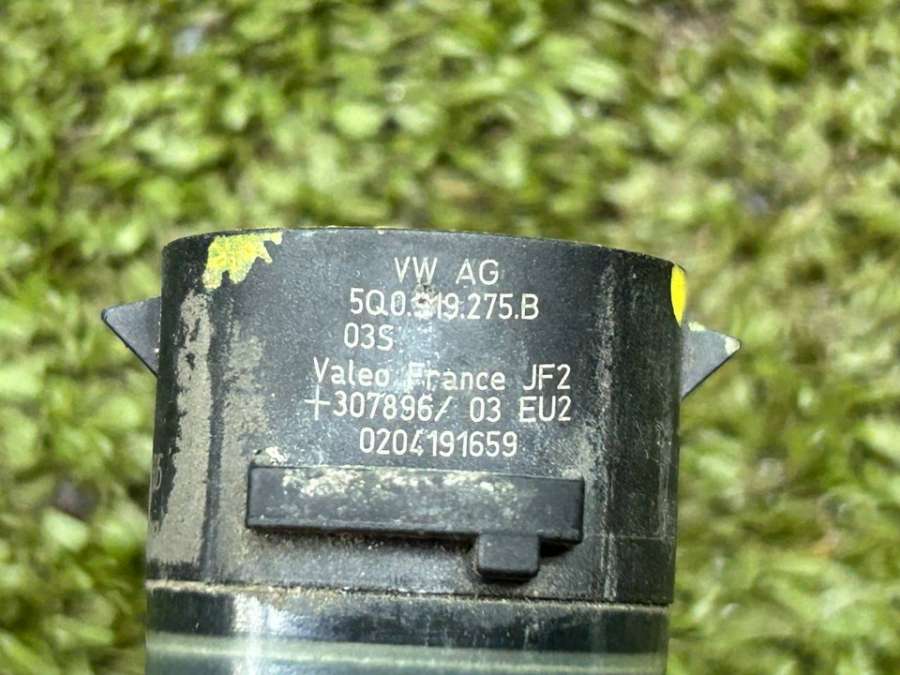 VW AG
5Q0.919.275.B
03S
Valeo France JF2
+307896/ 03 EU2
0204191659